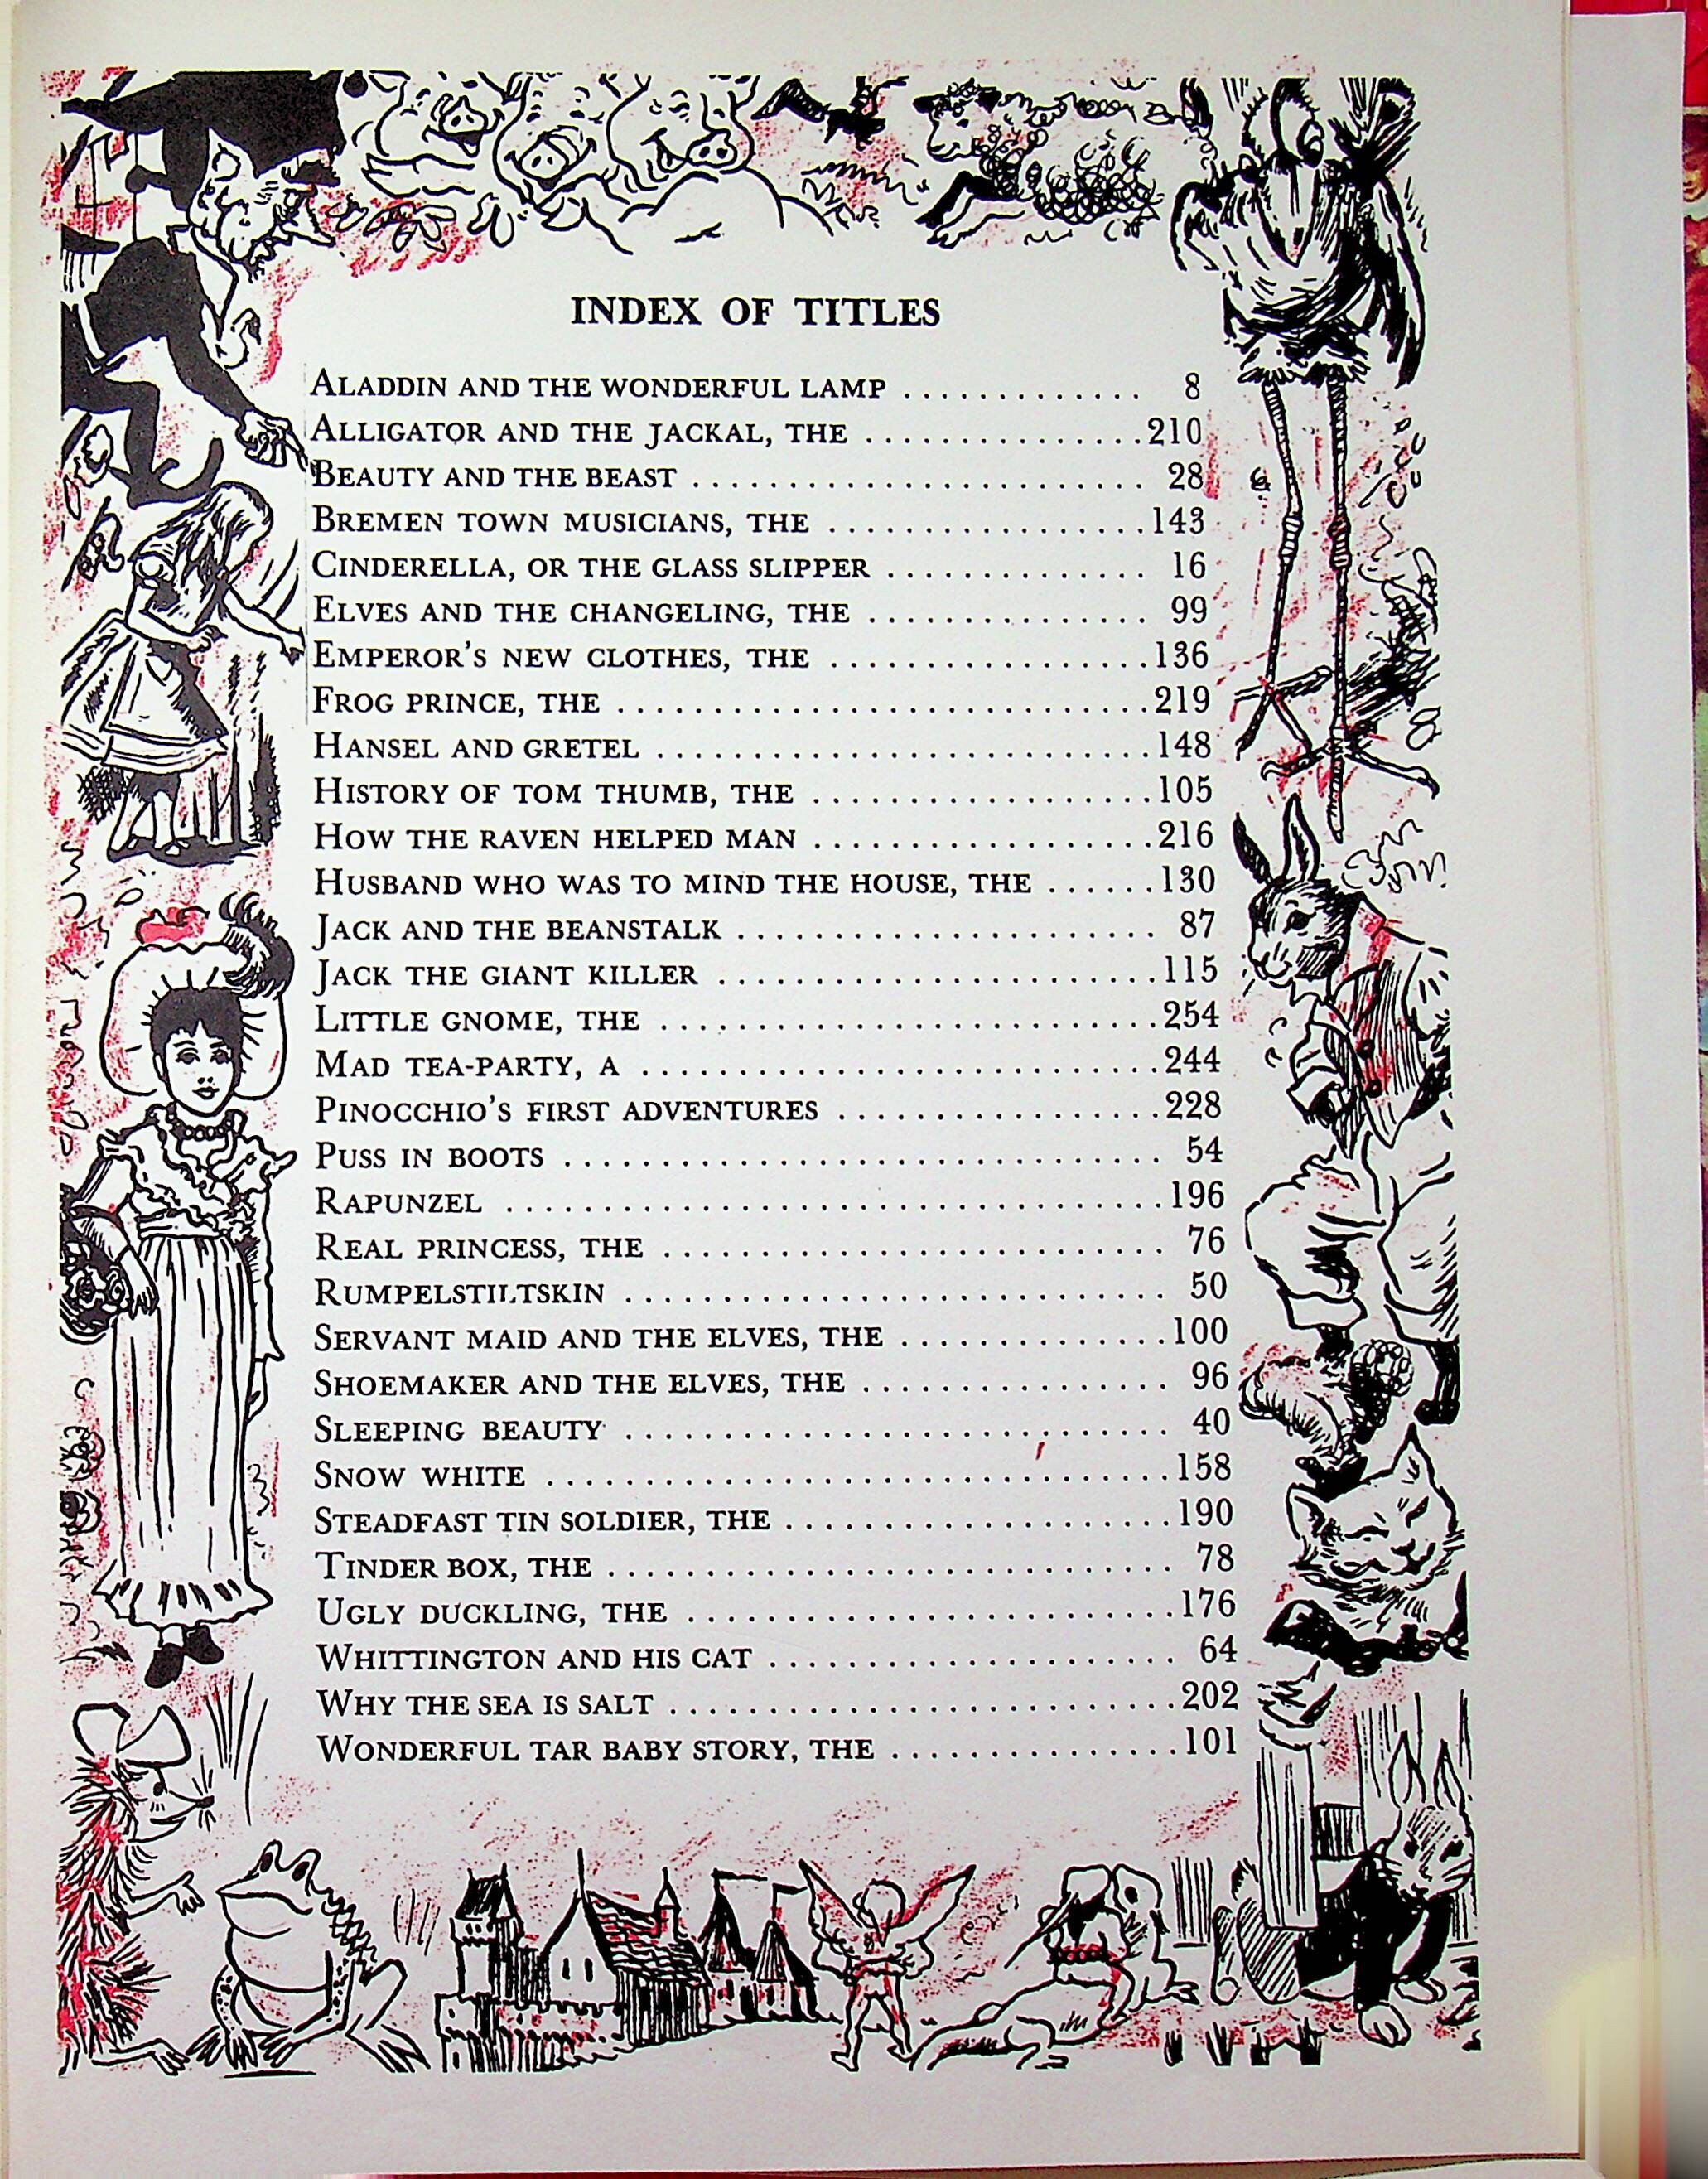 INDEX OF TITLES
ALADDIN AND THE WONDERFUL LAMP ............. 8
ALLIGATOR AND THE JACKAL, THE ...............210
BEAUTY AND THE BEAST ........................ 28
BREMEN TOWN MUSICIANS, THE .................143
CINDERELLA, OR THE GLASS SLIPPER .............. 16
ELVES AND THE CHANGELING, THE ............... 99
EMPEROR'S NEW CLOTHES, THE .................136
FROG PRINCE, THE ............................219
HANSEL AND GRETEL ..........................148
HISTORY OF TOM THUMB, THE ..................105
HOW THE RAVEN HELPED MAN ..................216
HUSBAND WHO WAS TO MIND THE HOUSE, THE ......130
JACK AND THE BEANSTALK ...................... 87
JACK THE GIANT KILLER .......................115
LITTLE GNOME, THE ..........................254
MAD TEA-PARTY, A ...........................244
PINOCCHIO'S FIRST ADVENTURES .................228
PUSS IN BOOTS ............................... 54
RAPUNZEL ..................................196
REAL PRINCESS, THE .......................... 76
RUMPELSTILTSKIN ............................ 50
SERVANT MAID AND THE ELVES, THE ..............100
SHOEMAKER AND THE ELVES, THE ................ 96
SLEEPING BEAUTY ............................. 40
SNOW WHITE ................................158
STEADFAST TIN SOLDIER, THE ....................190
TINDER BOX, THE ............................. 78
UGLY DUCKLING, THE .........................176
WHITTINGTON AND HIS CAT ..................... 64
WHY THE SEA IS SALT ..........................202
WONDERFUL TAR BABY STORY, THE ...............101